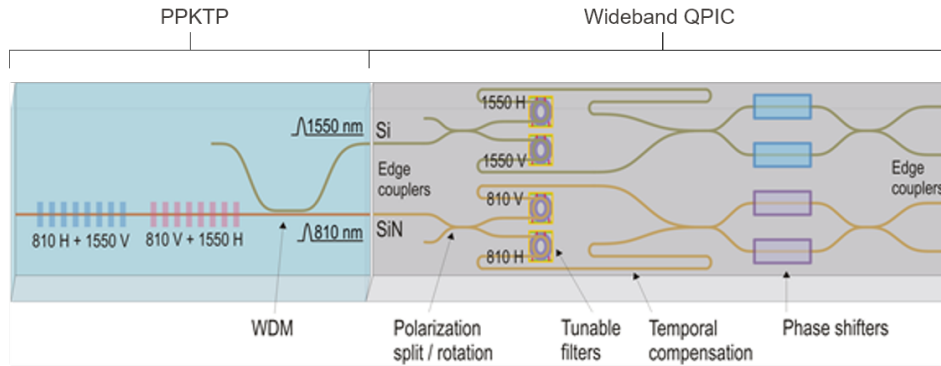 PPKTP
Wideband QPIC
1550 nm
Si
1550 H
1550 V
Edge
couplers
Edge
couplers
810 V
810 nm
SiN
810 H + 1550 V
810 V + 1550 H
810 H
WDM
Polarization
split / rotation
Tunable
filters
Temporal
compensation
Phase shifters